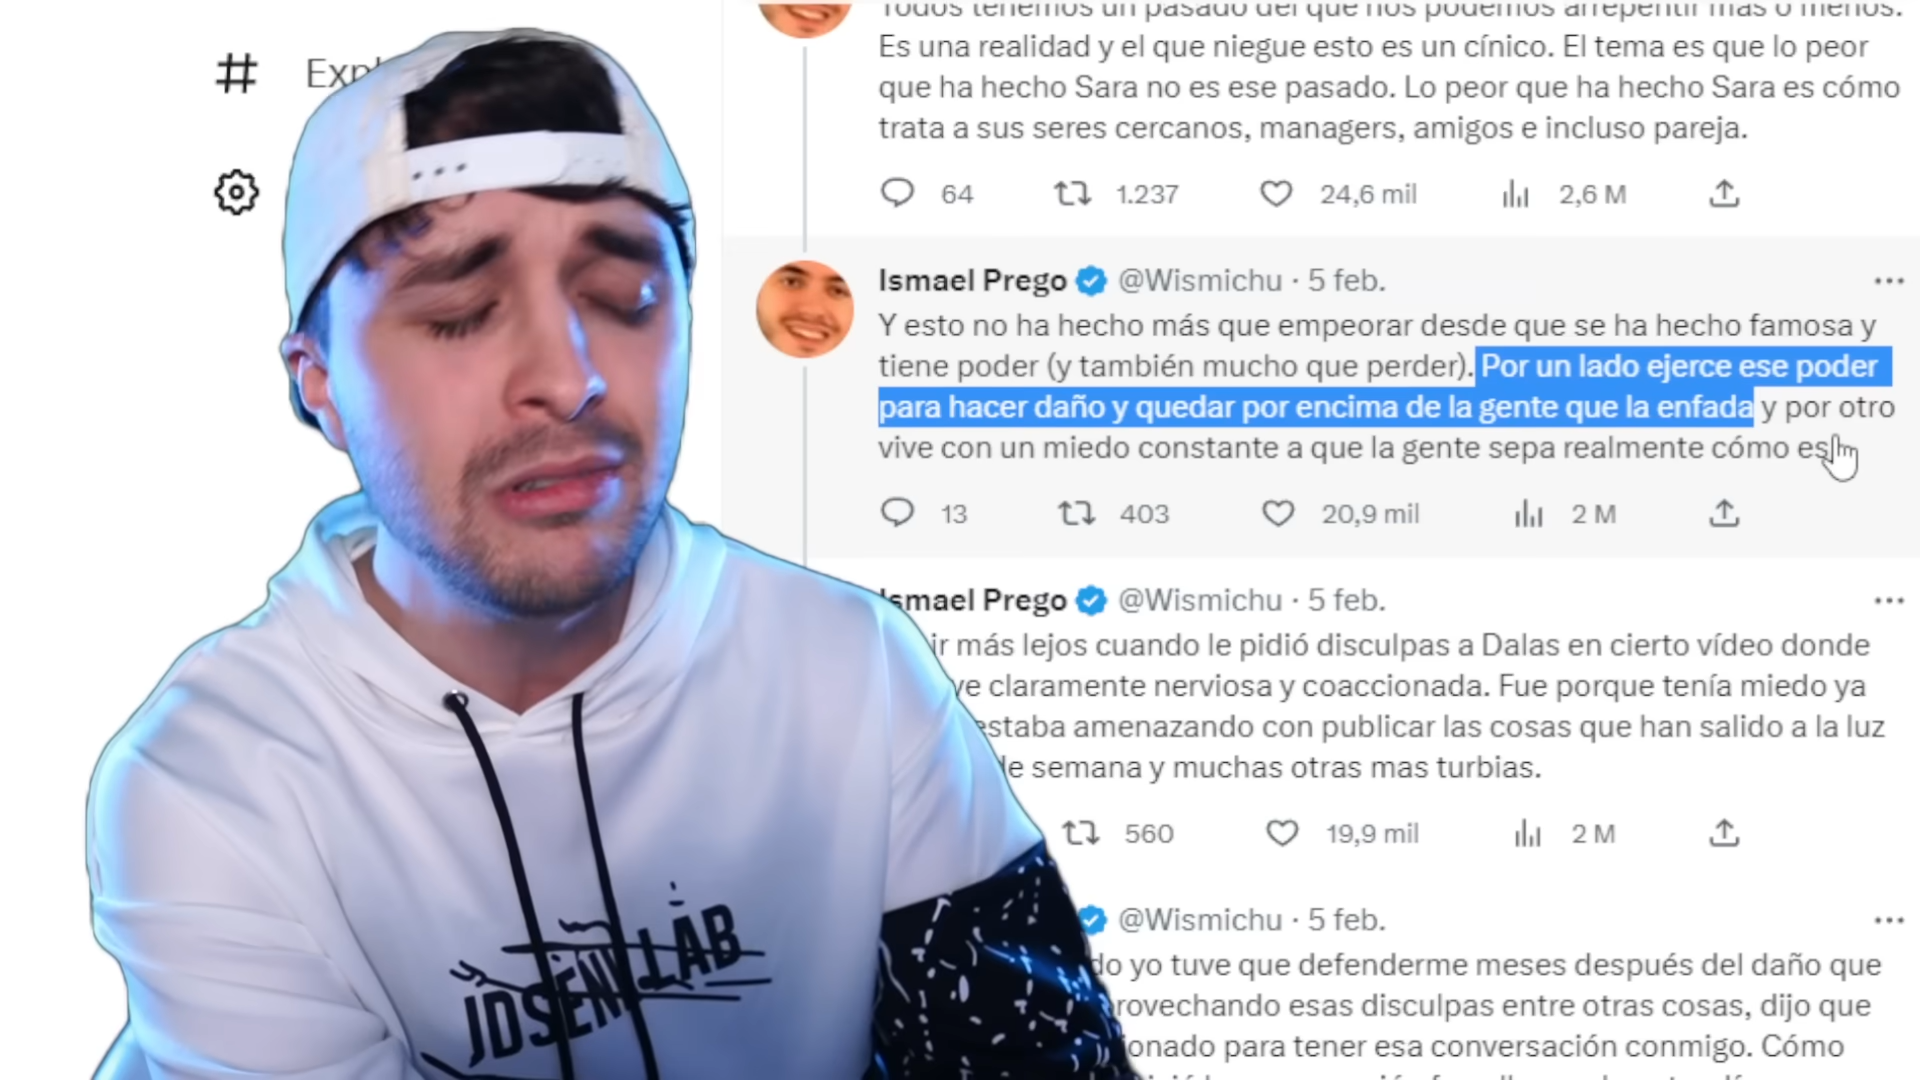 Exp
Todos tenemos un pasado del que nos podemos arrepentir más o menos.
Es una realidad y el que niegue esto es un cínico. El tema es que lo peor
que ha hecho Sara no es ese pasado. Lo peor que ha hecho Sara es cómo
trata a sus seres cercanos, managers, amigos e incluso pareja.
64 1.237 24,6 mil 2,6 M
Ismael Prego @Wismichu · 5 feb.
Y esto no ha hecho más que empeorar desde que se ha hecho famosa y
tiene poder (y también mucho que perder). Por un lado ejerce ese poder
para hacer daño y quedar por encima de la gente que la enfada y por otro
vive con un miedo constante a que la gente sepa realmente cómo es.
13 403 20,9 mil 2 M
Ismael Prego @Wismichu · 5 feb.
ir más lejos cuando le pidió disculpas a Dalas en cierto vídeo donde
ve claramente nerviosa y coaccionada. Fue porque tenía miedo ya
estaba amenazando con publicar las cosas que han salido a la luz
de semana y muchas otras mas turbias.
560 19,9 mil 2 M
@Wismichu · 5 feb.
do yo tuve que defenderme meses después del daño que
rovechando esas disculpas entre otras cosas, dijo que
ionado para tener esa conversación conmigo. Cómo
LAB